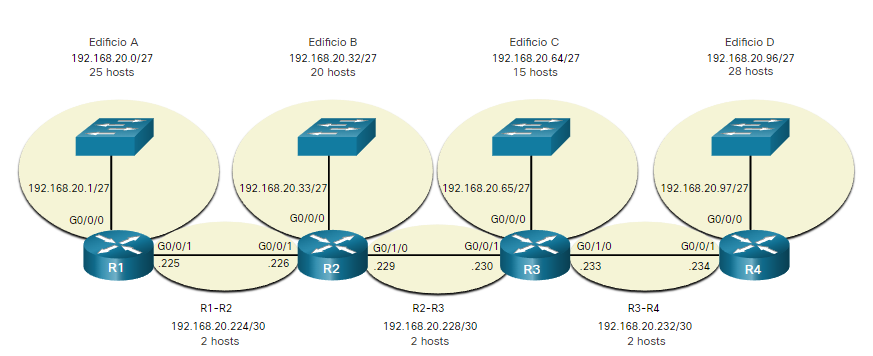 Edificio A
192.168.20.0/27
25 hosts
Edificio B
192.168.20.32/27
20 hosts
Edificio C
192.168.20.64/27
15 hosts
Edificio D
192.168.20.96/27
28 hosts
192.168.20.1/27
192.168.20.33/27
192.168.20.65/27
192.168.20.97/27
G0/0/0
G0/0/0
G0/0/0
G0/0/0
R1
G0/0/1
.225
G0/0/1
.226
R2
G0/1/0
.229
G0/0/1
.230
R3
G0/1/0
.233
G0/0/1
.234
R4
R1-R2
192.168.20.224/30
2 hosts
R2-R3
192.168.20.228/30
2 hosts
R3-R4
192.168.20.232/30
2 hosts